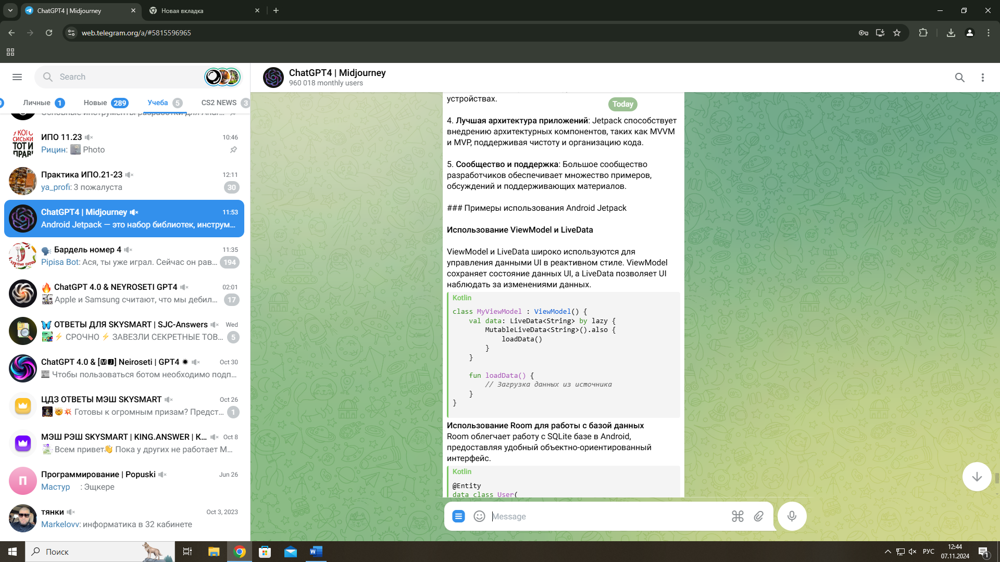 ChatGPT4 | Midjourney
Новая вкладка
web.telegram.org/a/#5815596965
Search
Личные 1
Новые 289
Учеба 5
CS2 NEWS 3
ИПО 11.23
10:46
Рицин: Photo
Практика ИПО.21-23
12:11
ya_profi: 3 пожалуста
30
ChatGPT4 | Midjourney
11:53
Android Jetpack — это набор библиотек, инструм...
Бардель номер 4
11:35
Pipisa Bot: Ася, ты уже играл. Сейчас он рав...
194
ChatGPT 4.0 & NEYROSETI GPT4
02:01
Apple и Samsung считают, что мы дебил...
17
ОТВЕТЫ ДЛЯ SKYSMART | SJC-Answers
Wed
⚡ СРОЧНО ⚡ ЗАВЕЗЛИ СЕКРЕТНЫЕ ТОВ...
5
ChatGPT 4.0 & [🅼🅹] Neiroseti | GPT4 ✷
Oct 30
Чтобы пользоваться ботом необходимо подп...
ЦДЗ ОТВЕТЫ МЭШ SKYSMART
Oct 26
🤯💥 Готовы к огромным призам? Предст...
1
МЭШ РЭШ SKYSMART | KING.ANSWER | K...
Oct 8
Всем привет👋 Пока у других не работает М...
П
Программирование | Popuski
Jun 26
Мастур : Эщкере
тянки
Oct 3, 2023
Markelovv: информатика в 32 кабинете
ChatGPT4 | Midjourney
960 018 monthly users
Today
устройствах.
4. Лучшая архитектура приложений: Jetpack способствует
внедрению архитектурных компонентов, таких как MVVM
и MVP, поддерживая чистоту и организацию кода.
5. Сообщество и поддержка: Большое сообщество
разработчиков обеспечивает множество примеров,
обсуждений и поддерживающих материалов.
### Примеры использования Android Jetpack
Использование ViewModel и LiveData
ViewModel и LiveData широко используются для
управления данными UI в реактивном стиле. ViewModel
сохраняет состояние данных UI, а LiveData позволяет UI
наблюдать за изменениями данных.
Kotlin
class MyViewModel : ViewModel() {
    val data: LiveData<String> by lazy {
        MutableLiveData<String>().also {
            loadData()
        }
    }
    fun loadData() {
        // Загрузка данных из источника
    }
}
Использование Room для работы с базой данных
Room облегчает работу с SQLite базе в Android,
предоставляя удобный объектно-ориентированный
интерфейс.
Kotlin
@Entity
data class User(
Message
Поиск
РУС
12:44
07.11.2024
1